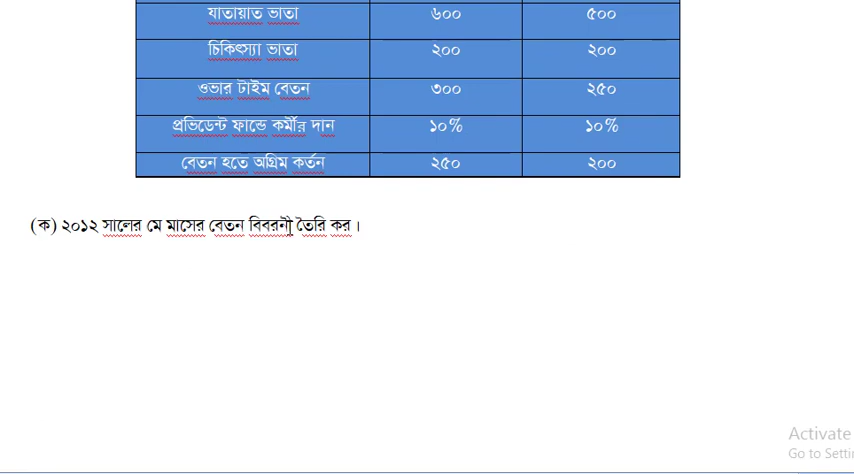 যাতায়াত ভাতা ৬০০ ৫০০
চিকিৎস্যা ভাতা ২০০ ২০০
ওভার টাইম বেতন ৩০০ ২৫০
প্রভিডেন্ট ফান্ডে কর্মীর দান ১০% ১০%
বেতন হতে অগ্রিম কর্তন ২৫০ ২০০
(ক) ২০১২ সালের মে মাসের বেতন বিবরনী তৈরি কর।
Activate
Go to Settin